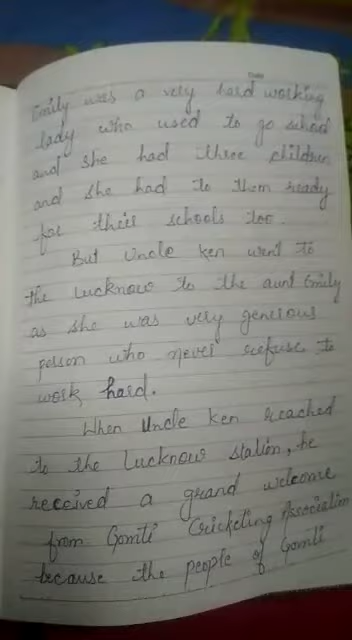 Date
Emily was a very hard working
lady who used to go school
and she had three children
and she had to them ready
for their schools too.
But Uncle Ken went to
the Lucknow to the aunt Emily
as she was very generious
person who never refuse to
work hard.
When Uncle Ken reached
to the Lucknow station, he
received a grand welcome
from Gomti Cricketing Association
because the people of Gomti